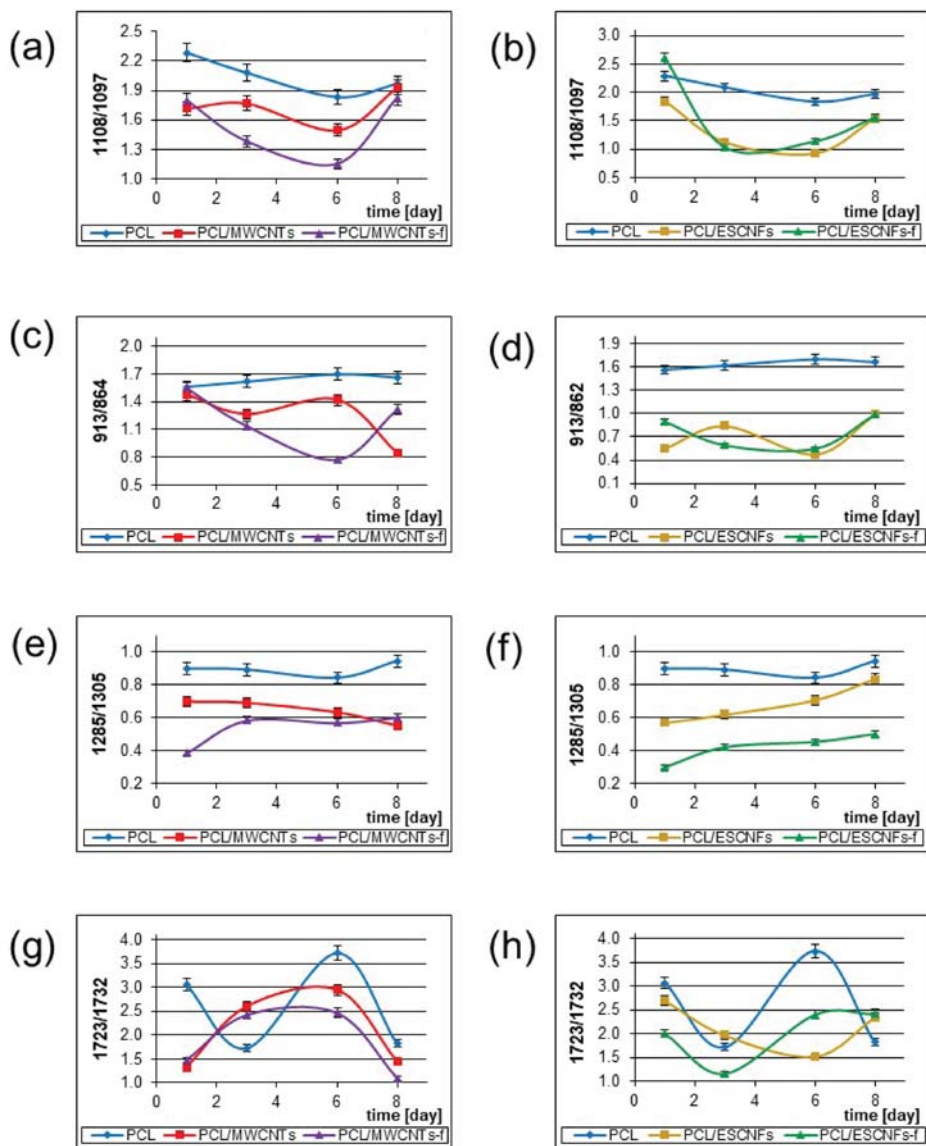 (a)
1108/1097
2.5
2.2
1.9
1.6
1.3
1.0
0 2 4 6 8
time [day]
PCL PCL/MWCNTs PCL/MWCNTs-f
(b)
1108/1097
3.0
2.5
2.0
1.5
1.0
0.5
0 2 4 6 8
time [day]
PCL PCL/ESCNFs PCL/ESCNFs-f
(c)
913/864
2.0
1.7
1.4
1.1
0.8
0.5
0 2 4 6 8
time [day]
PCL PCL/MWCNTs PCL/MWCNTs-f
(d)
913/862
1.9
1.6
1.3
1.0
0.7
0.4
0.1
0 2 4 6 8
time [day]
PCL PCL/ESCNFs PCL/ESCNFs-f
(e)
1285/1305
1.0
0.8
0.6
0.4
0.2
0 2 4 6 8
time [day]
PCL PCL/MWCNTs PCL/MWCNTs-f
(f)
1285/1305
1.0
0.8
0.6
0.4
0.2
0 2 4 6 8
time [day]
PCL PCL/ESCNFs PCL/ESCNFs-f
(g)
1723/1732
4.0
3.5
3.0
2.5
2.0
1.5
1.0
0 2 4 6 8
time [day]
PCL PCL/MWCNTs PCL/MWCNTs-f
(h)
1723/1732
4.0
3.5
3.0
2.5
2.0
1.5
1.0
0 2 4 6 8
time [day]
PCL PCL/ESCNFs PCL/ESCNFs-f